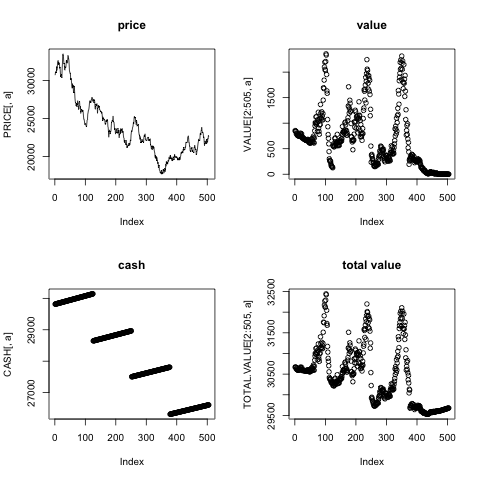 price
PRICE[, a]
20000 25000 30000
0 100 200 300 400 500
Index
value
VALUE[2:505, a]
0 500 1500
0 100 200 300 400 500
Index
cash
CASH[, a]
27000 29000
0 100 200 300 400 500
Index
total value
TOTAL.VALUE[2:505, a]
29500 30500 31500 32500
0 100 200 300 400 500
Index